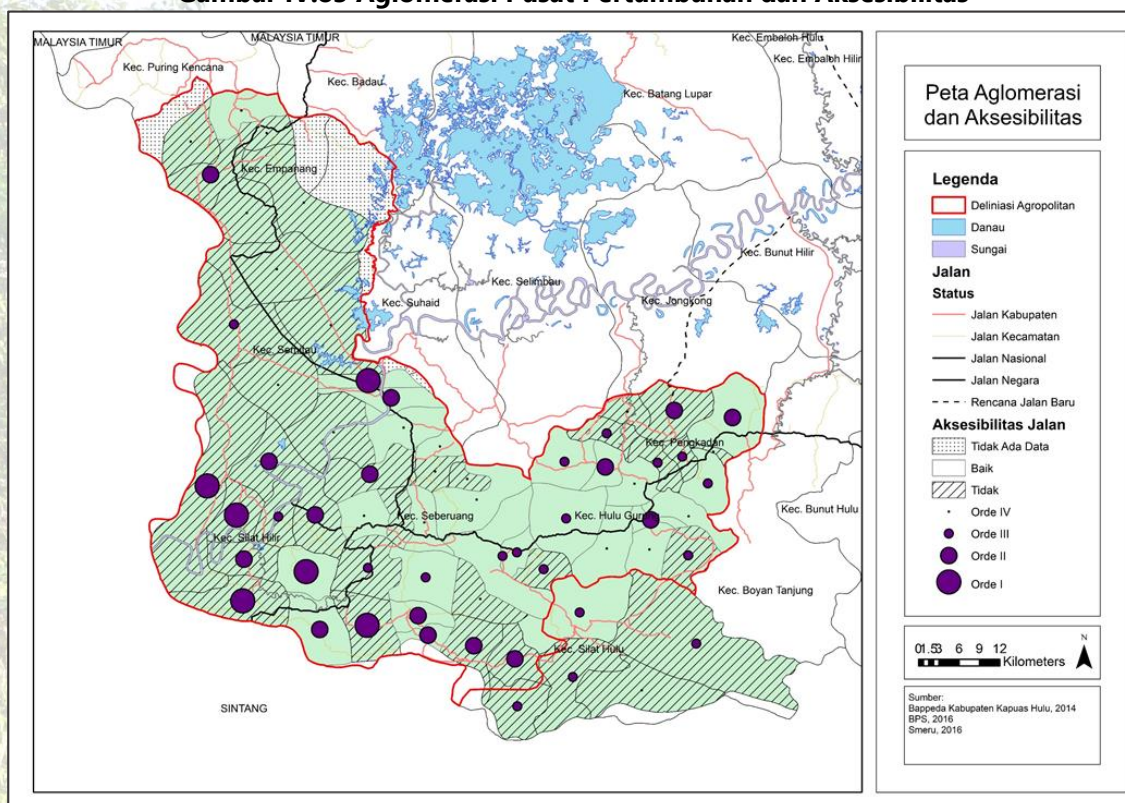 Gambar IV.65 Aglomerasi Pusat Pertumbuhan dan Aksesibilitas
MALAYSIA TIMUR
MALAYSIA TIMUR
Kec. Embaloh Hulu
Kec. Puring Kencana
Kec. Badau
Kec. Embaloh Hilir
Kec. Batang Lupar
Kec. Empanang
Kec. Bunut Hilir
Kec. Selimbau
Kec. Suhaid
Kec. Jongkong
Kec. Semitau
Kec. Pengkadan
Kec. Bunut Hulu
Kec. Seberuang
Kec. Hulu Gurung
Kec. Silat Hilir
Kec. Boyan Tanjung
Kec. Silat Hulu
SINTANG
Peta Aglomerasi
dan Aksesibilitas
Legenda
Deliniasi Agropolitan
Danau
Sungai
Jalan
Status
Jalan Kabupaten
Jalan Kecamatan
Jalan Nasional
Jalan Negara
Rencana Jalan Baru
Aksesibilitas Jalan
Tidak Ada Data
Baik
Tidak
Orde IV
Orde III
Orde II
Orde I
01.53 6 9 12
Kilometers
N
Sumber:
Bappeda Kabupaten Kapuas Hulu, 2014
BPS, 2016
Smeru, 2016